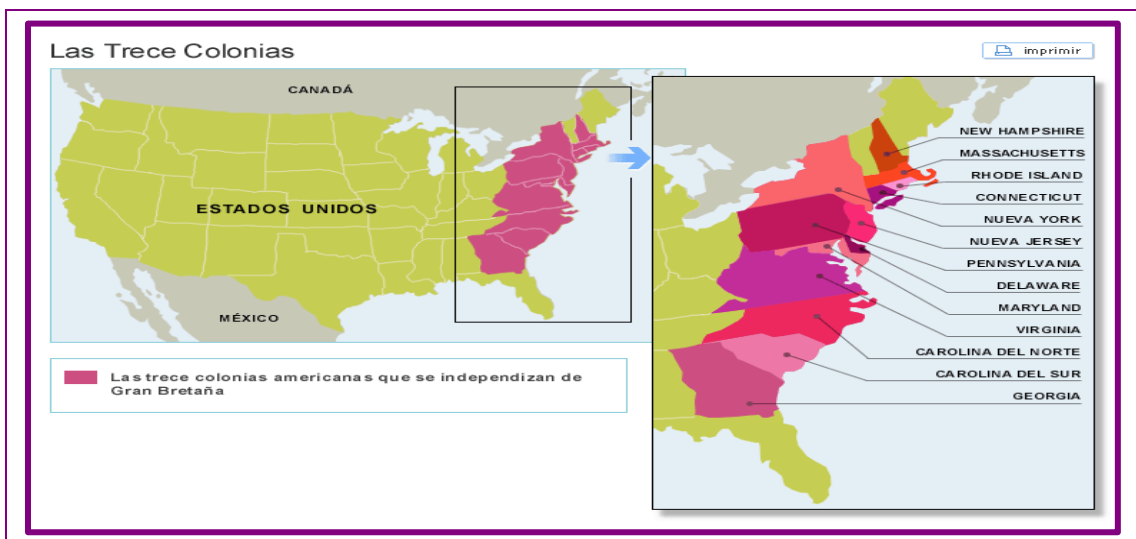 Las Trece Colonias
imprimir
CANADÁ
ESTADOS UNIDOS
MÉXICO
Las trece colonias americanas que se independizan de
Gran Bretaña
NEW HAMPSHIRE
MASSACHUSETTS
RHODE ISLAND
CONNECTICUT
NUEVA YORK
NUEVA JERSEY
PENNSYLVANIA
DELAWARE
MARYLAND
VIRGINIA
CAROLINA DEL NORTE
CAROLINA DEL SUR
GEORGIA